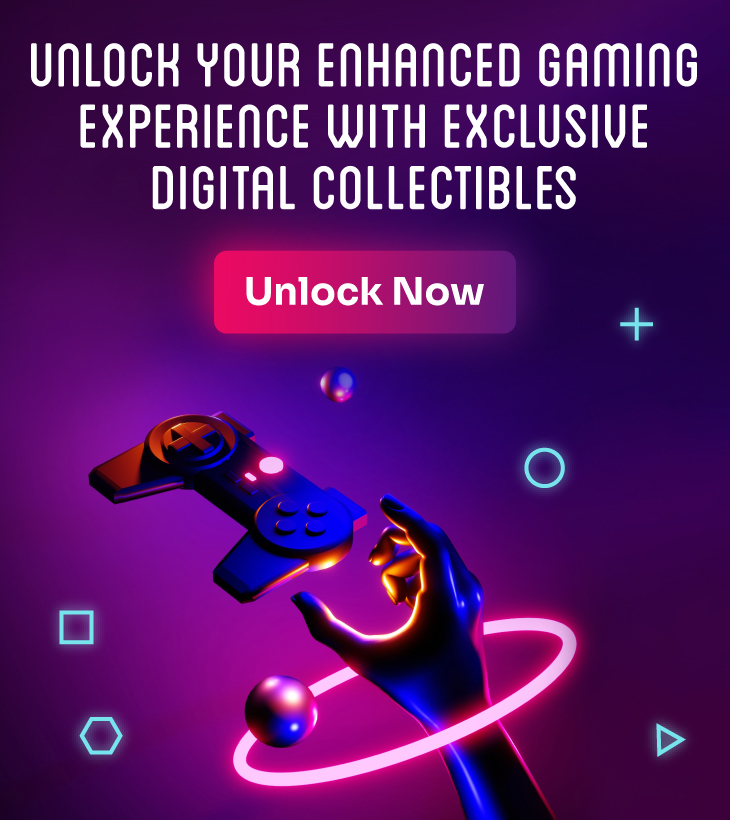 UNLOCK YOUR ENHANCED GAMING
EXPERIENCE WITH EXCLUSIVE
DIGITAL COLLECTIBLES
Unlock Now